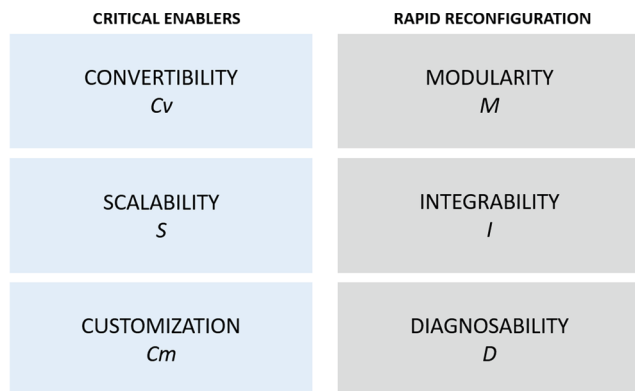 CRITICAL ENABLERS
RAPID RECONFIGURATION
CONVERTIBILITY
Cv
MODULARITY
M
SCALABILITY
S
INTEGRABILITY
I
CUSTOMIZATION
Cm
DIAGNOSABILITY
D